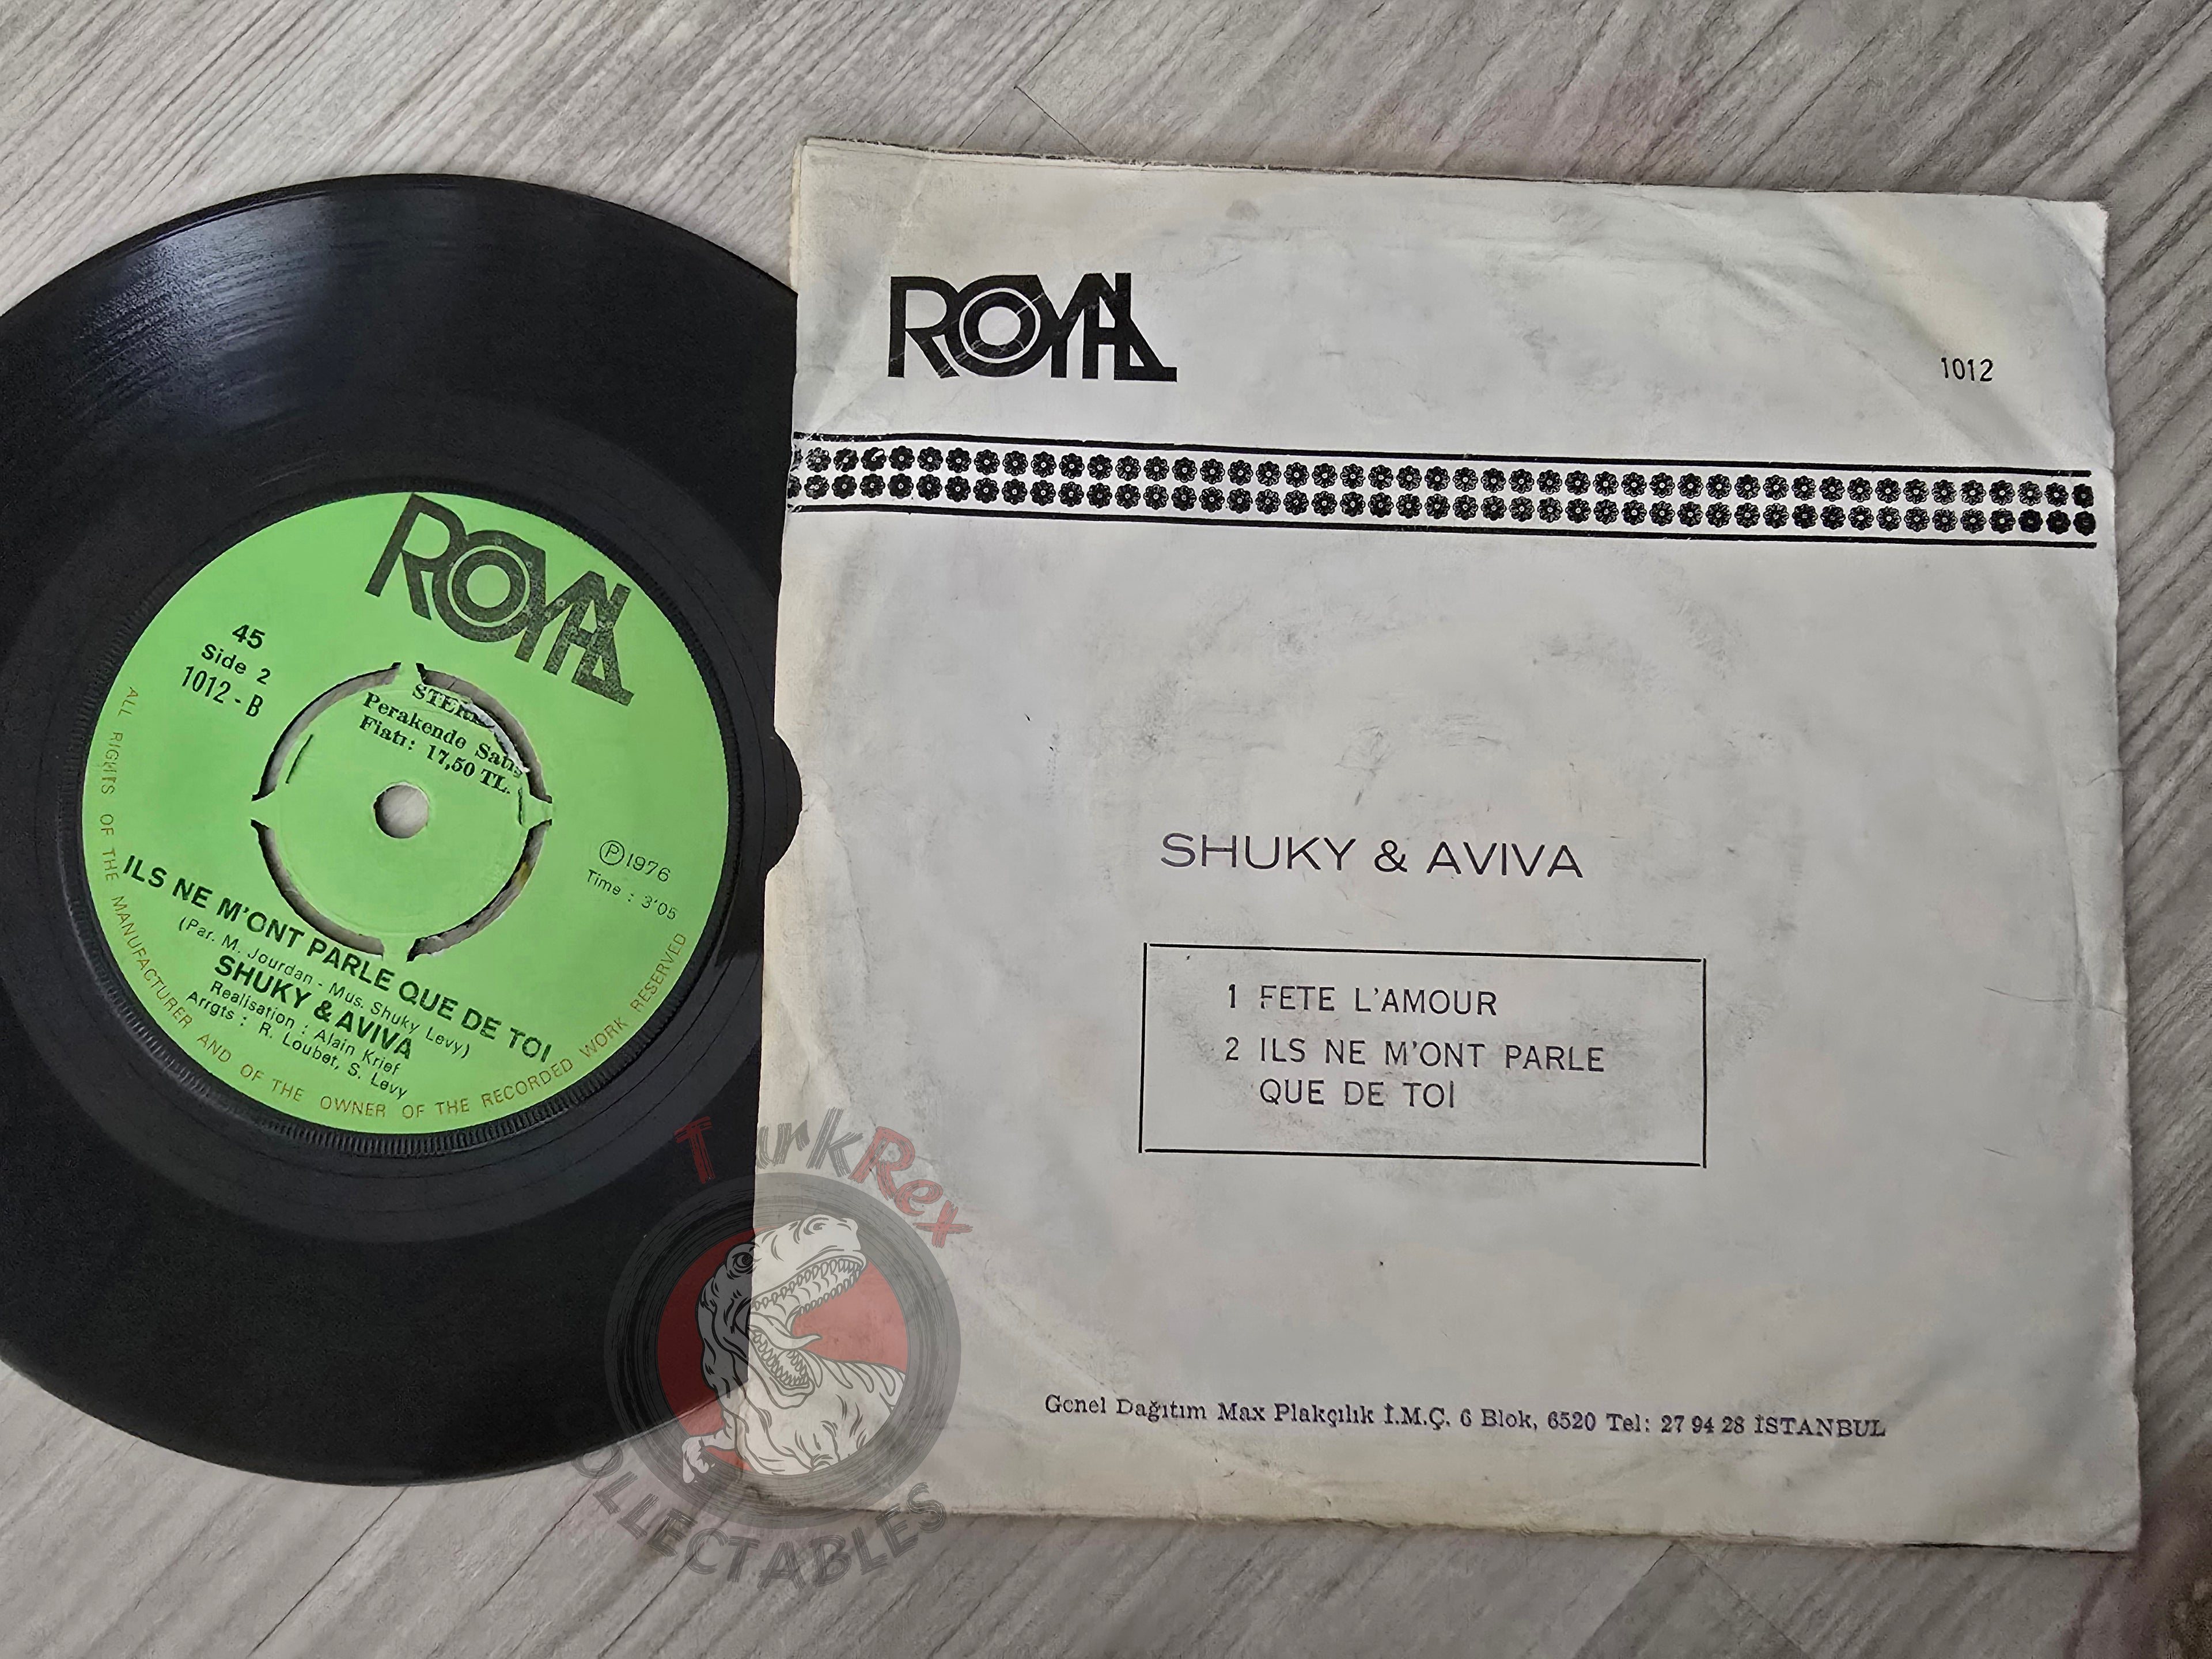 ROYAL
45
Side 2
1012 - B
STEREO
Perakende Satış
Fiatı: 17,50 TL.
Ⓟ1976
Time : 3'05
ILS NE M'ONT PARLE QUE DE TOI
(Par. M. Jourdan - Mus. Shuky Levy)
SHUKY & AVIVA
Realisation : Alain Krief
Arrgts : R. Loubet, S. Levy
ALL RIGHTS OF THE MANUFACTURER AND OF THE OWNER OF THE RECORDED WORK RESERVED
ROYAL
1012
SHUKY & AVIVA
1 FETE L'AMOUR
2 ILS NE M'ONT PARLE
QUE DE TOI
Genel Dağıtım Max Plakçılık İ.M.Ç. 6 Blok, 6520 Tel: 27 94 28 İSTANBUL
TurkRex
COLLECTABLES